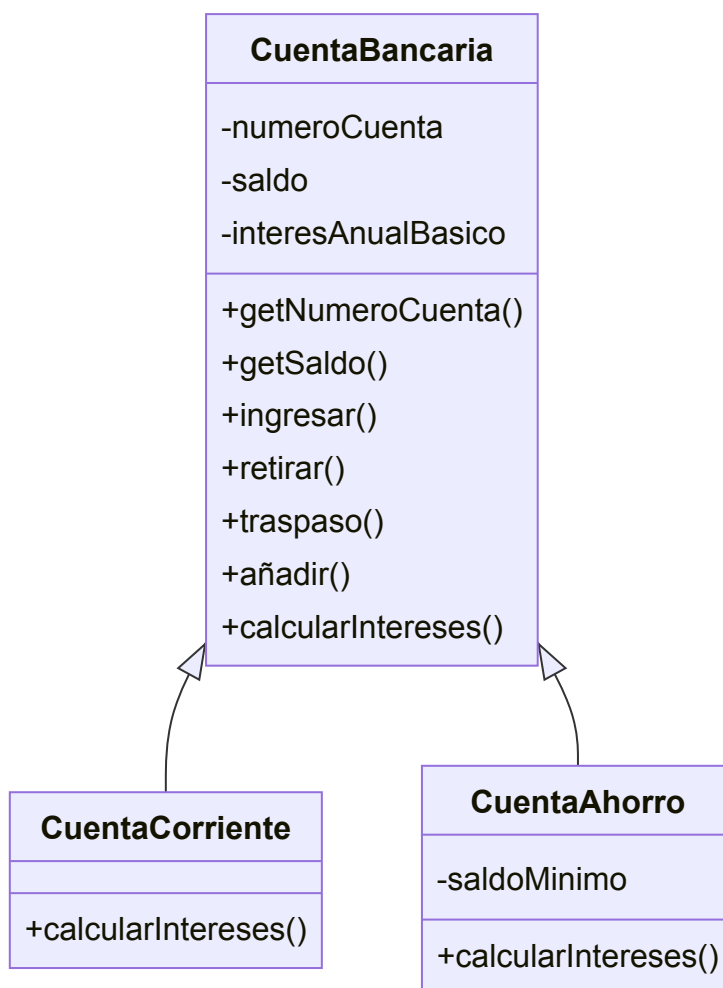 CuentaBancaria
-numeroCuenta
-saldo
-interesAnualBasico
+getNumeroCuenta()
+getSaldo()
+ingresar()
+retirar()
+traspaso()
+añadir()
+calcularIntereses()
CuentaCorriente
+calcularIntereses()
CuentaAhorro
-saldoMinimo
+calcularIntereses()